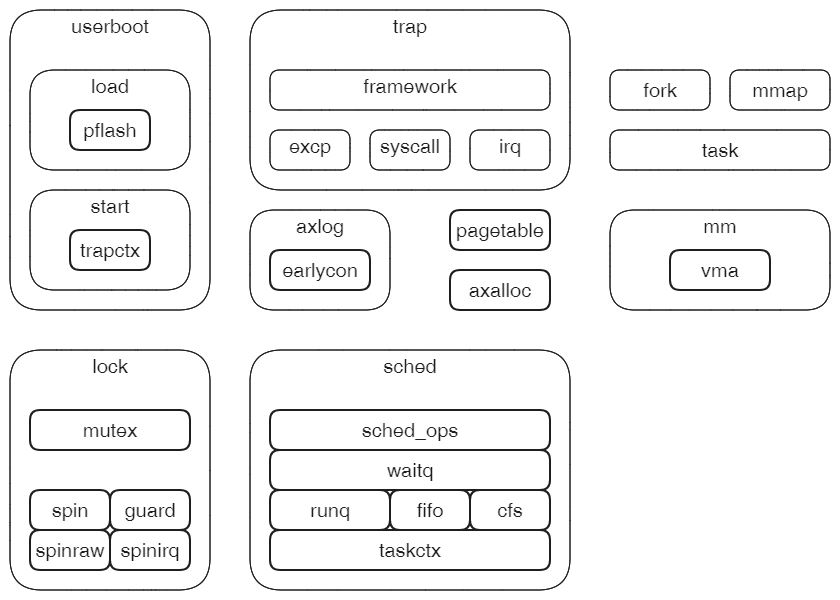 userboot
load
pflash
start
trapctx
trap
framework
excp
syscall
irq
fork
mmap
task
axlog
earlycon
pagetable
axalloc
mm
vma
lock
mutex
spin
guard
spinraw
spinirq
sched
sched_ops
waitq
runq
fifo
cfs
taskctx